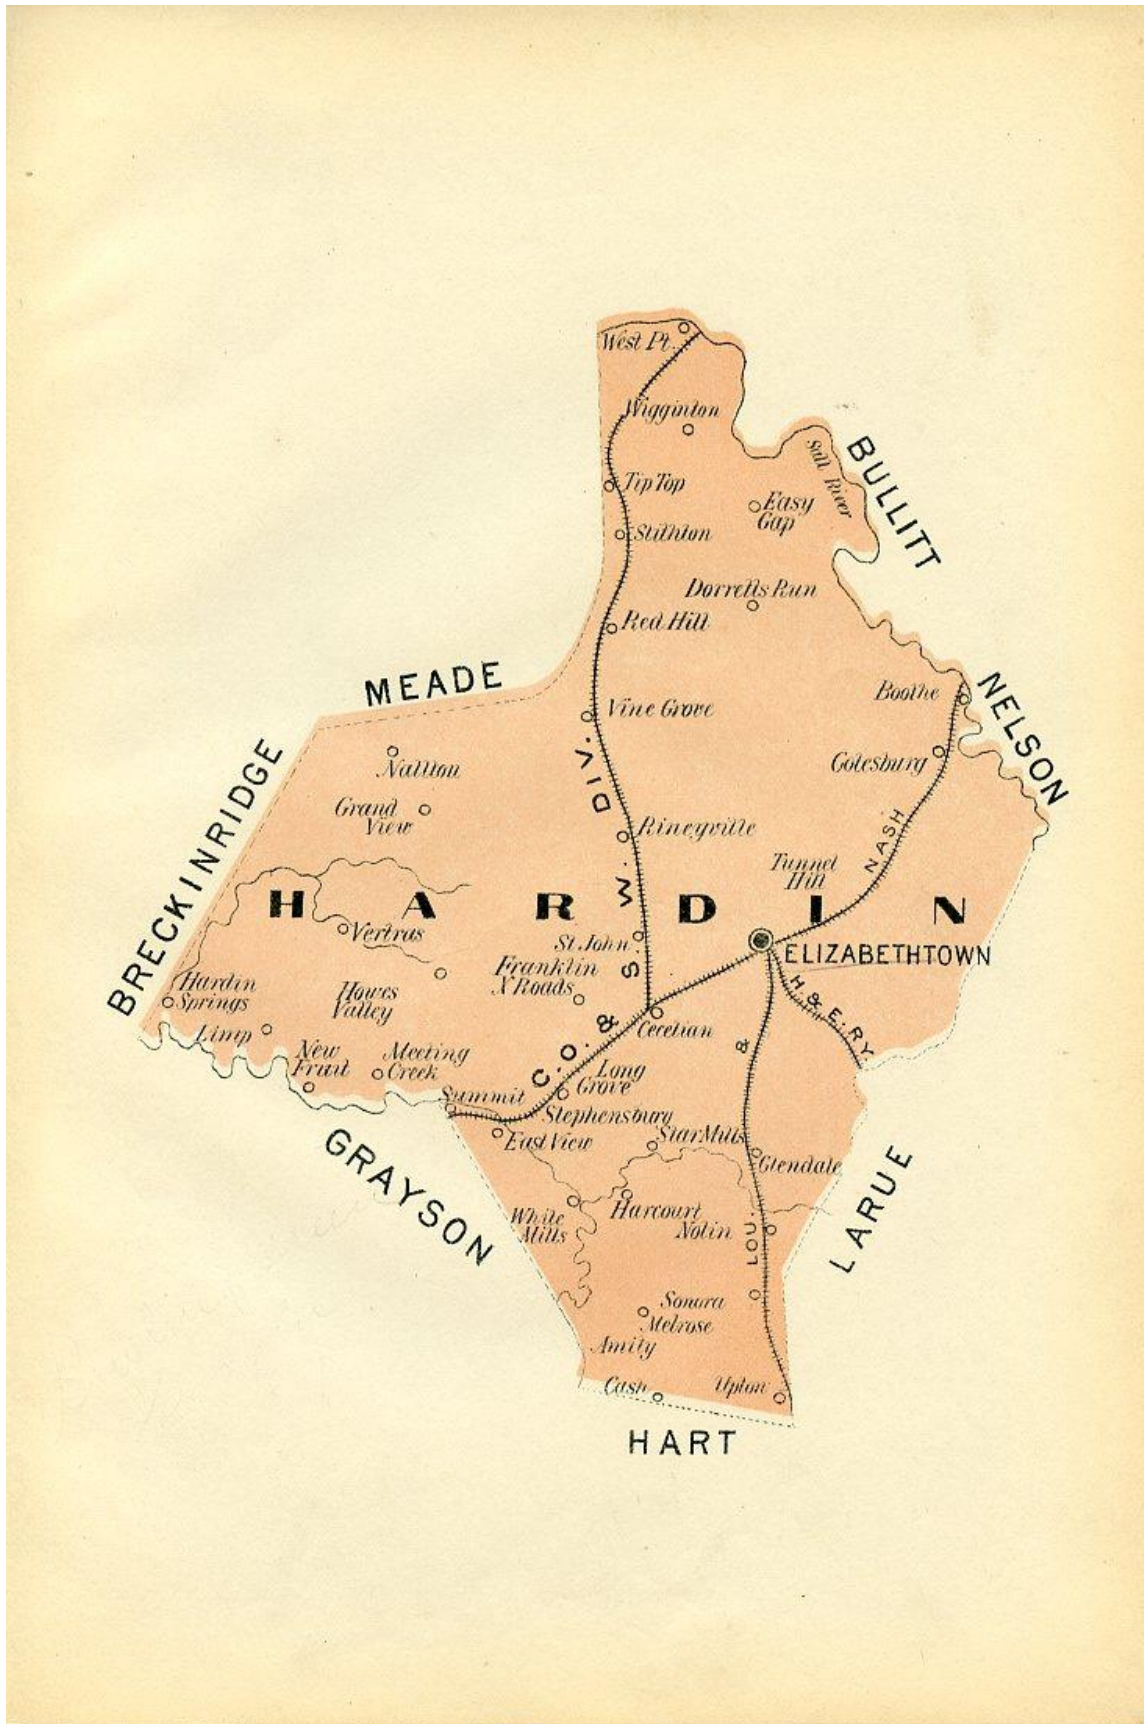 West Pt.
Wigginton
BULLITT
Salt River
Tip Top
Easy
Gap
Stithton
Dorretts Run
Red Hill
MEADE
NELSON
Boothe
Vine Grove
Colesburg
DIV.
Nallton
Grand
View
BRECKINRIDGE
Rineyville
NASH
Tunnel
Hill
HARDIN
W.
Vertras
St. John
ELIZABETHTOWN
Franklin
X Roads
S.
Hardin
Springs
Howes
Valley
H. & E. RY.
Limp
Cecelian
&
New
Fruit
Meeting
Creek
C. O. &
Long
Grove
Summit
Stephensburg
East View
Star Mills
Glendale
GRAYSON
LARUE
White
Mills
Harcourt
Nolin
LOU.
Sonora
Melrose
Amity
Cash
Upton
HART